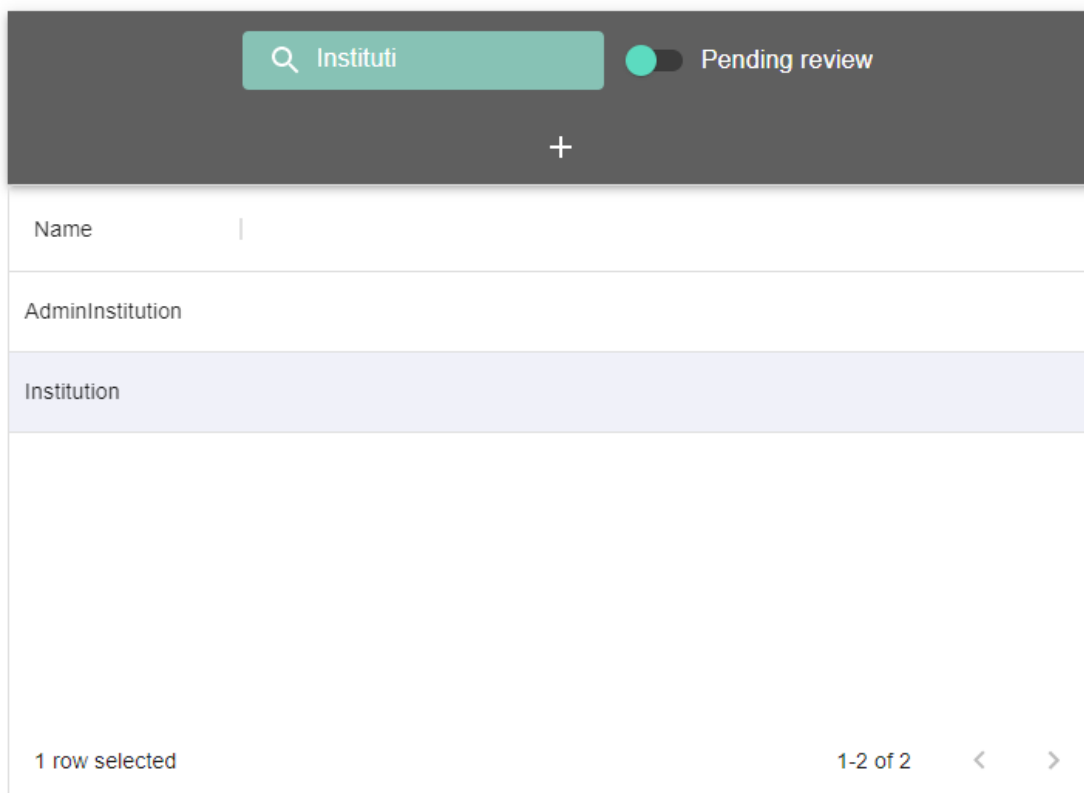 Instituti
Pending review
+
Name
AdminInstitution
Institution
1 row selected
1-2 of 2